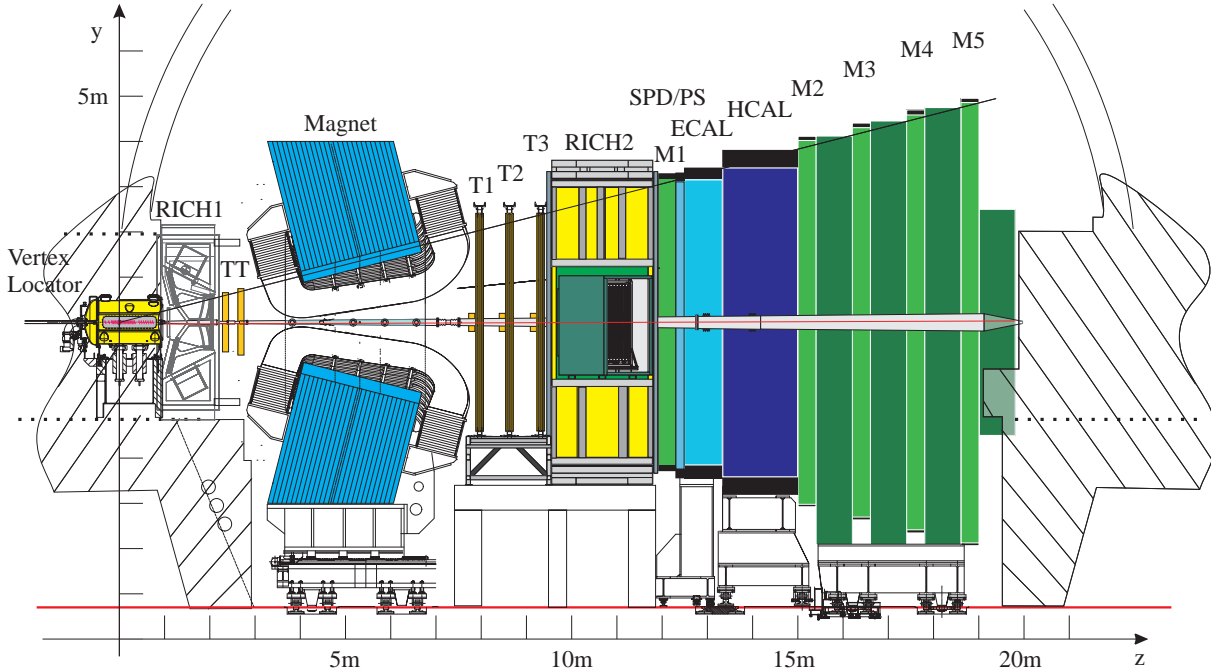 y
5m
Vertex
Locator
RICH1
TT
Magnet
T1
T2
T3
RICH2
M1
SPD/PS
ECAL
HCAL
M2
M3
M4
M5
5m
10m
15m
20m
z